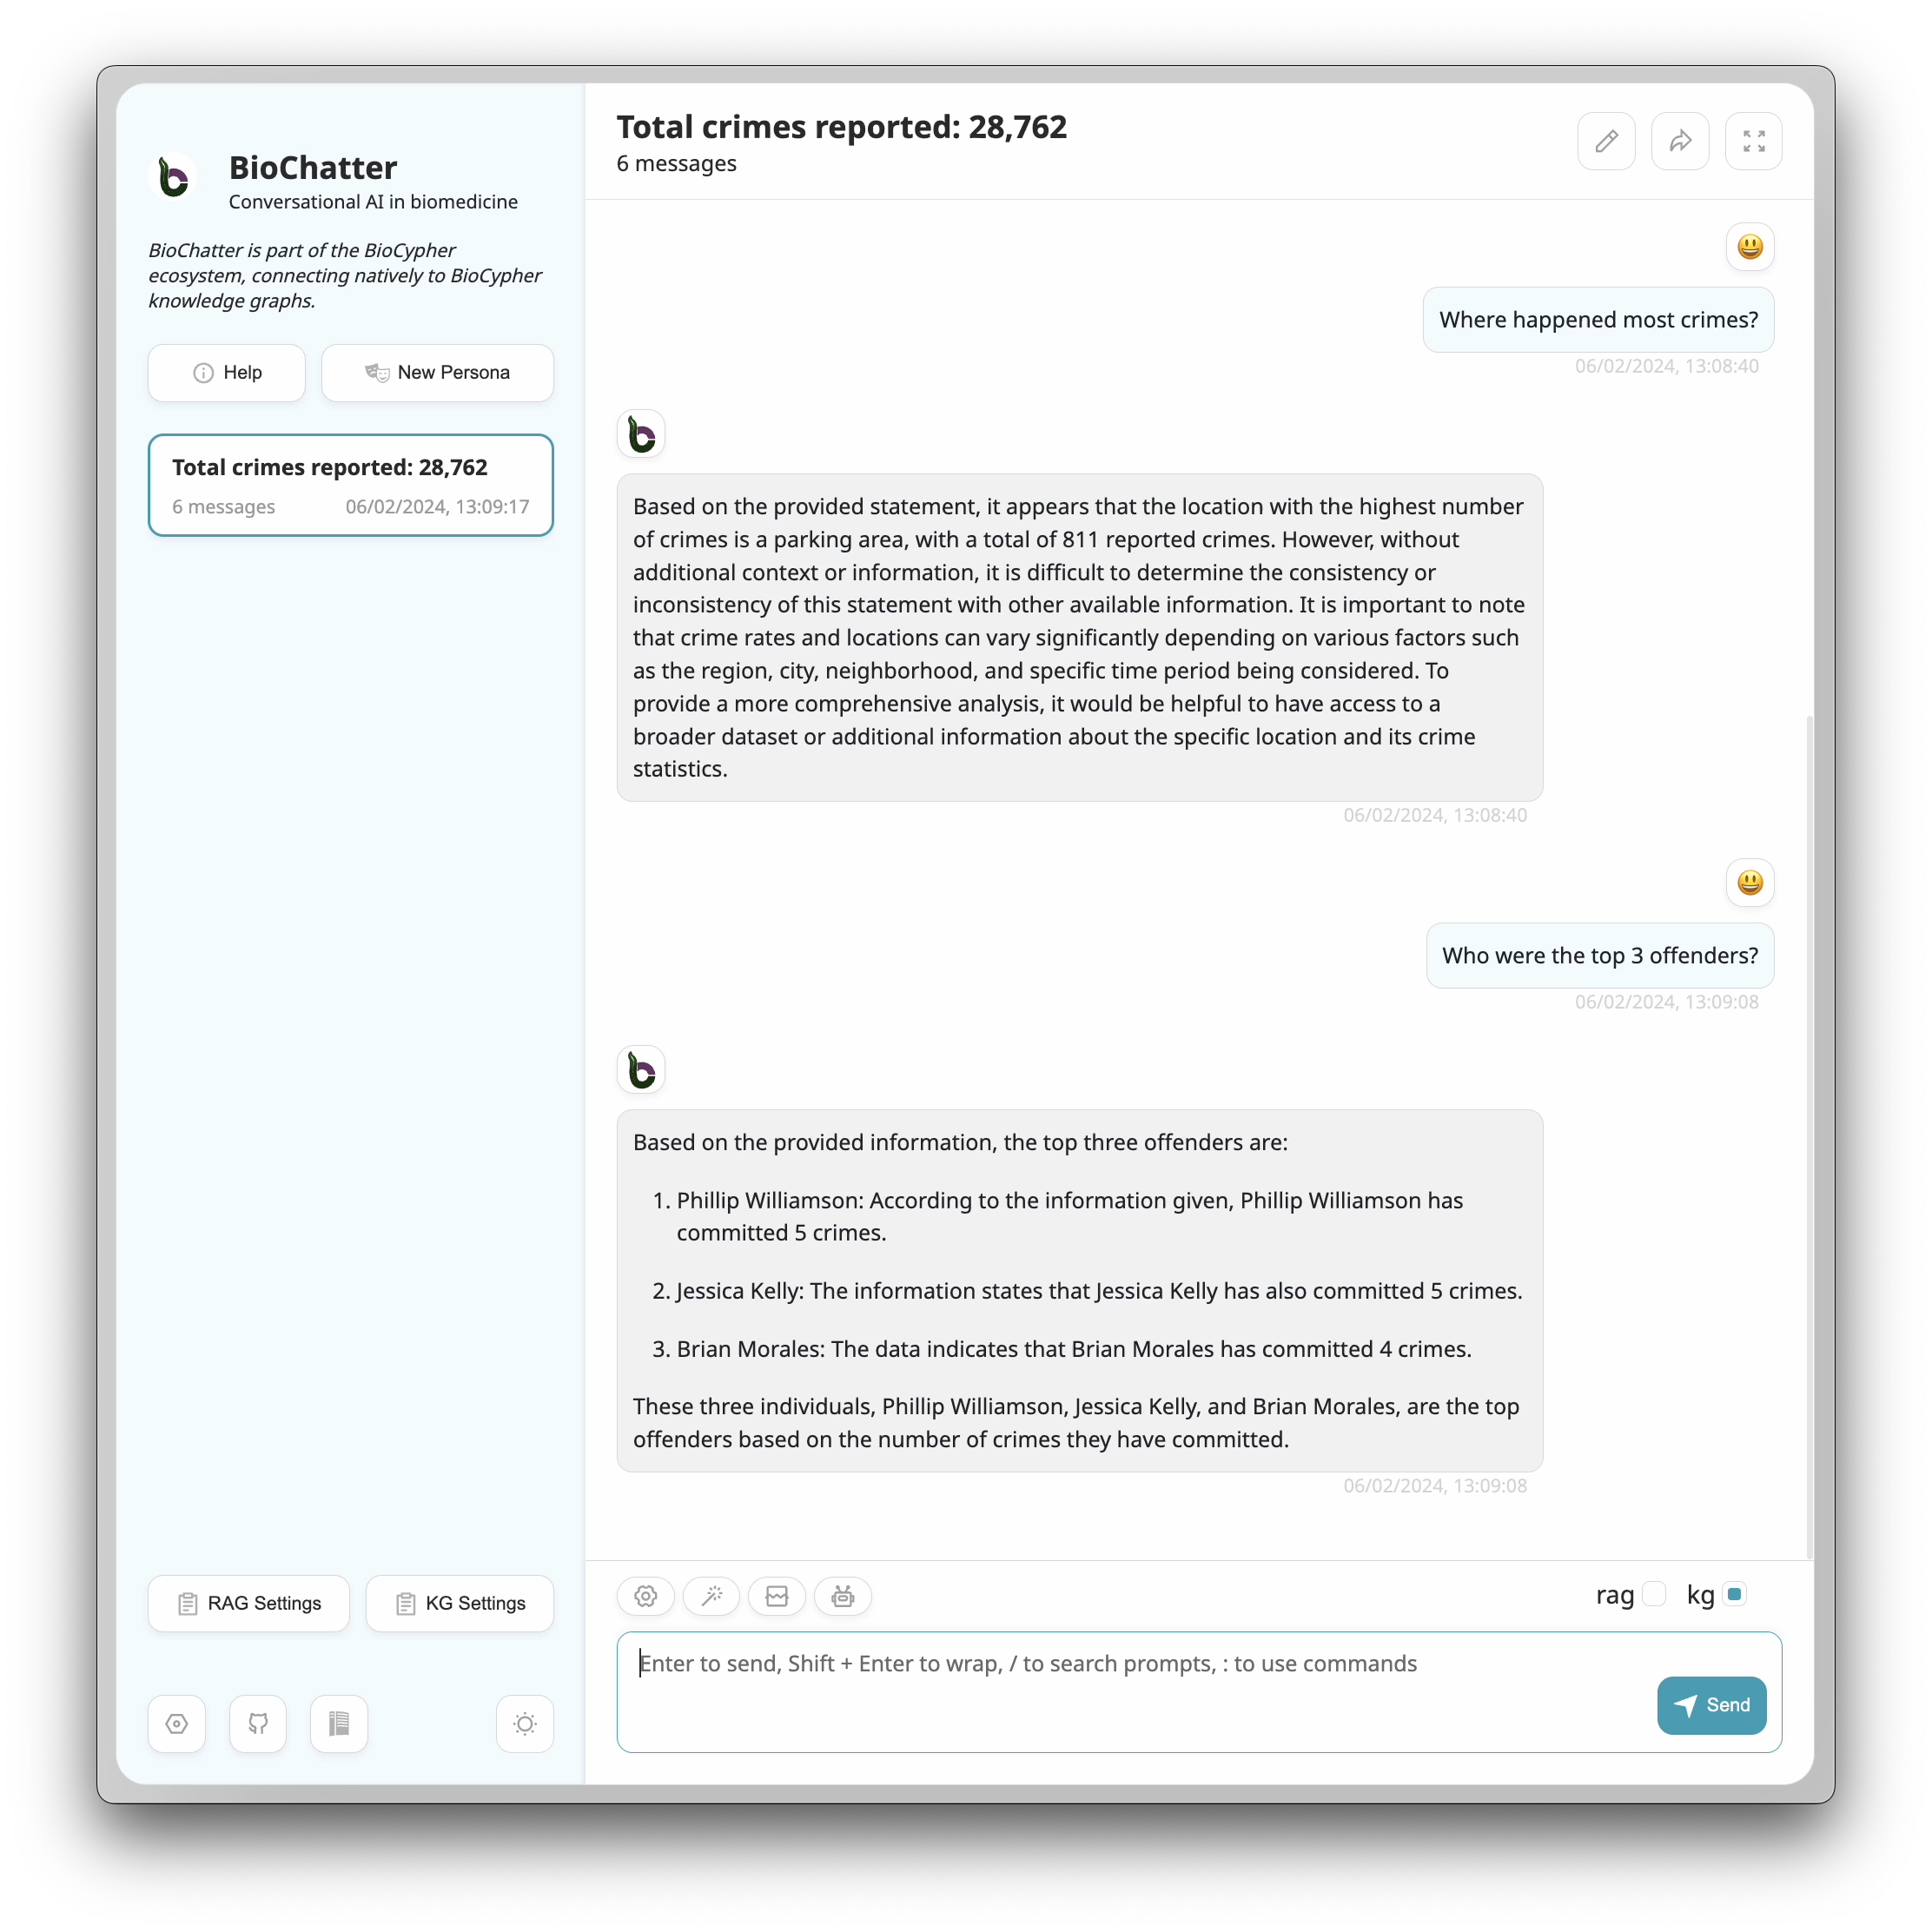 BioChatter
Conversational AI in biomedicine
BioChatter is part of the BioCypher
ecosystem, connecting natively to BioCypher
knowledge graphs.
Help
New Persona
Total crimes reported: 28,762
6 messages
06/02/2024, 13:09:17
RAG Settings
KG Settings
Total crimes reported: 28,762
6 messages
Where happened most crimes?
06/02/2024, 13:08:40
Based on the provided statement, it appears that the location with the highest number
of crimes is a parking area, with a total of 811 reported crimes. However, without
additional context or information, it is difficult to determine the consistency or
inconsistency of this statement with other available information. It is important to note
that crime rates and locations can vary significantly depending on various factors such
as the region, city, neighborhood, and specific time period being considered. To
provide a more comprehensive analysis, it would be helpful to have access to a
broader dataset or additional information about the specific location and its crime
statistics.
06/02/2024, 13:08:40
Who were the top 3 offenders?
06/02/2024, 13:09:08
Based on the provided information, the top three offenders are:
1. Phillip Williamson: According to the information given, Phillip Williamson has
committed 5 crimes.
2. Jessica Kelly: The information states that Jessica Kelly has also committed 5 crimes.
3. Brian Morales: The data indicates that Brian Morales has committed 4 crimes.
These three individuals, Phillip Williamson, Jessica Kelly, and Brian Morales, are the top
offenders based on the number of crimes they have committed.
06/02/2024, 13:09:08
rag
kg
Enter to send, Shift + Enter to wrap, / to search prompts, : to use commands
Send